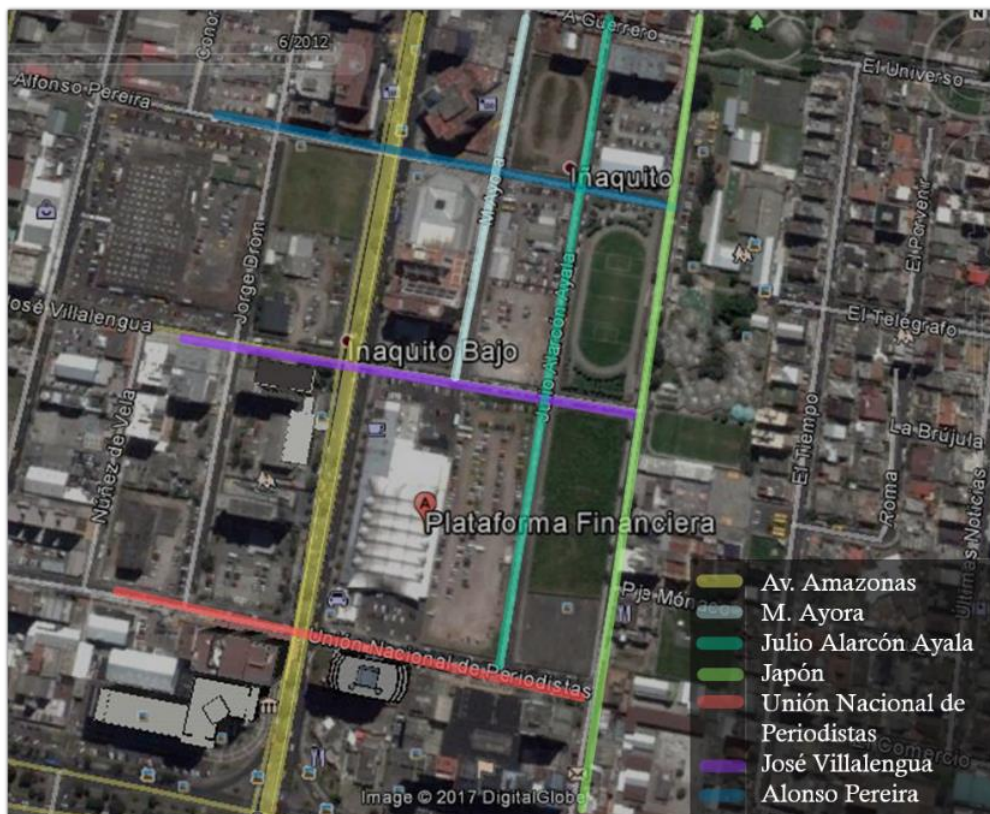 6/2012
A Guerrero
N
El Universo
Alfonso Pereira
Iñaquito
M Ayora
El Porvenir
Jorge Drom
Julio Alarcón Ayala
José Villalengua
El Telégrafo
Inaquito Bajo
El Tiempo
La Brújula
Núñez de Vela
Roma
A
Plataforma Financiera
Últimas Noticias
Unión Nacional de Periodistas
El Comercio
Image © 2017 DigitalGlobe
Av. Amazonas
M. Ayora
Julio Alarcón Ayala
Japón
Unión Nacional de
Periodistas
José Villalengua
Alonso Pereira